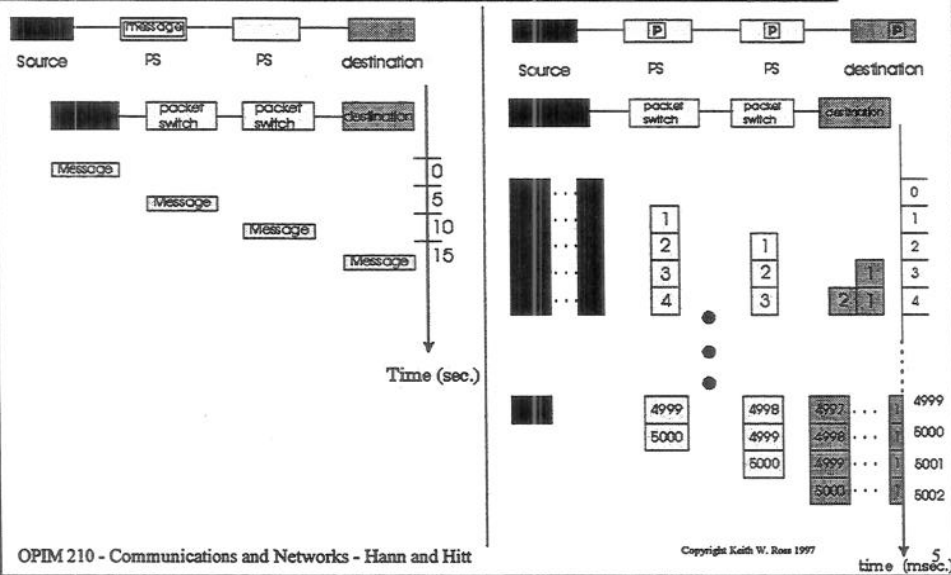 message
Source PS PS destination
packet switch packet switch destination
Message 0
Message 5
Message 10
Message 15
Time (sec.)
P P P
Source PS PS destination
packet switch packet switch destination
0
1 1
2 1 2
3 2 1 3
4 3 2 1 4
4999 4998 4997 1 4999
5000 4999 4998 1 5000
5000 4999 1 5001
5000 1 5002
time (msec.)
OPIM 210 - Communications and Networks - Hann and Hitt
Copyright Keith W. Ross 1997
5